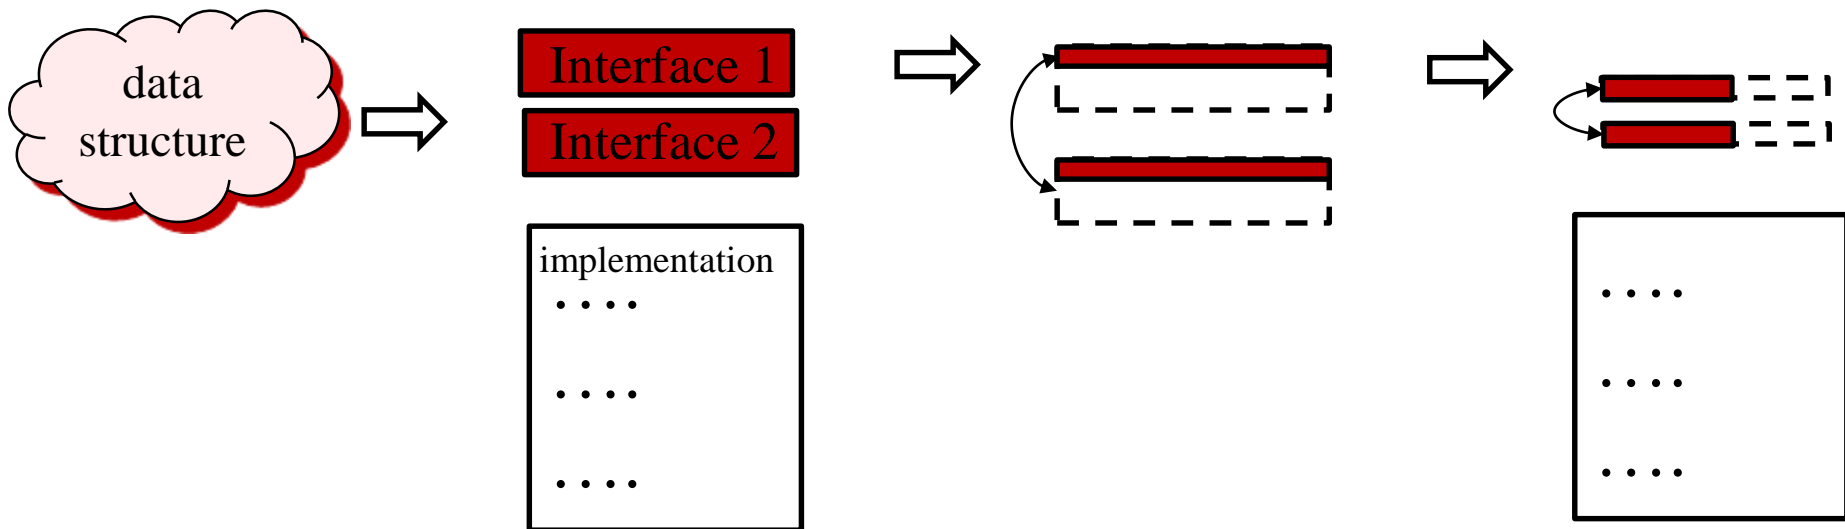 data
structure
Interface 1
Interface 2
implementation
. . . .
. . . .
. . . .
. . . .
. . . .
. . . .